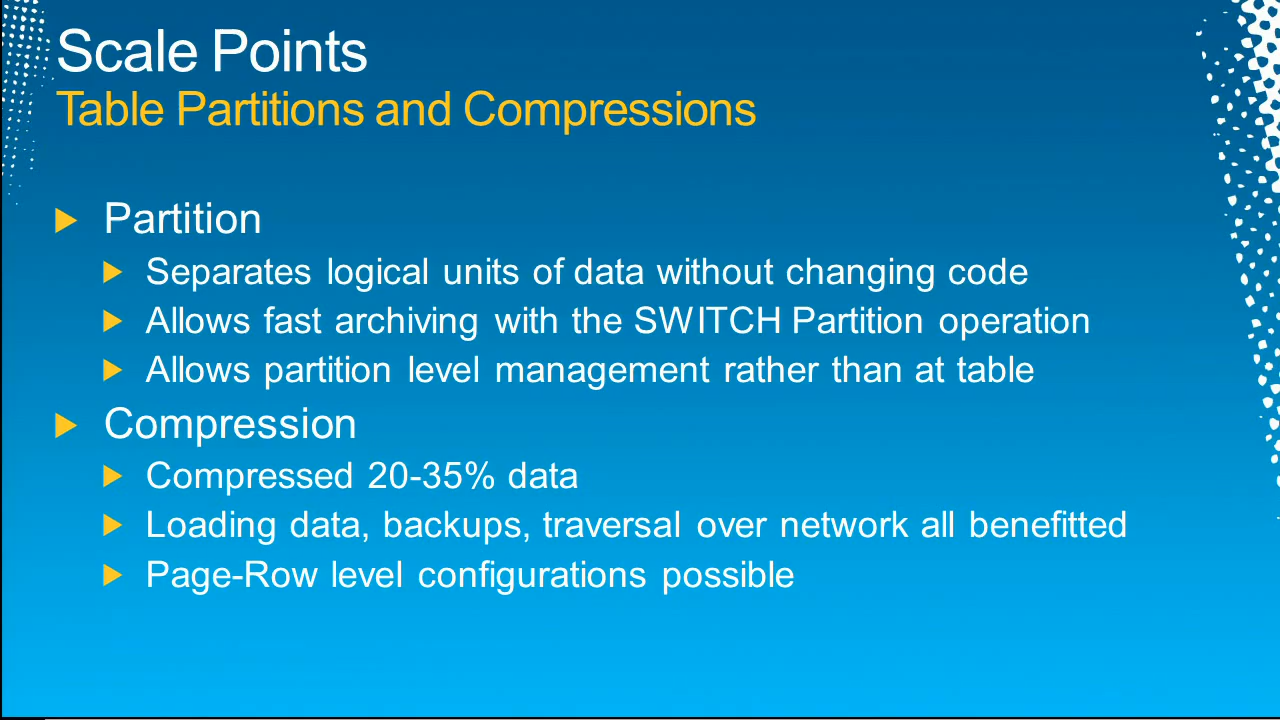 Scale Points
Table Partitions and Compressions
Partition
Separates logical units of data without changing code
Allows fast archiving with the SWITCH Partition operation
Allows partition level management rather than at table
Compression
Compressed 20-35% data
Loading data, backups, traversal over network all benefitted
Page-Row level configurations possible